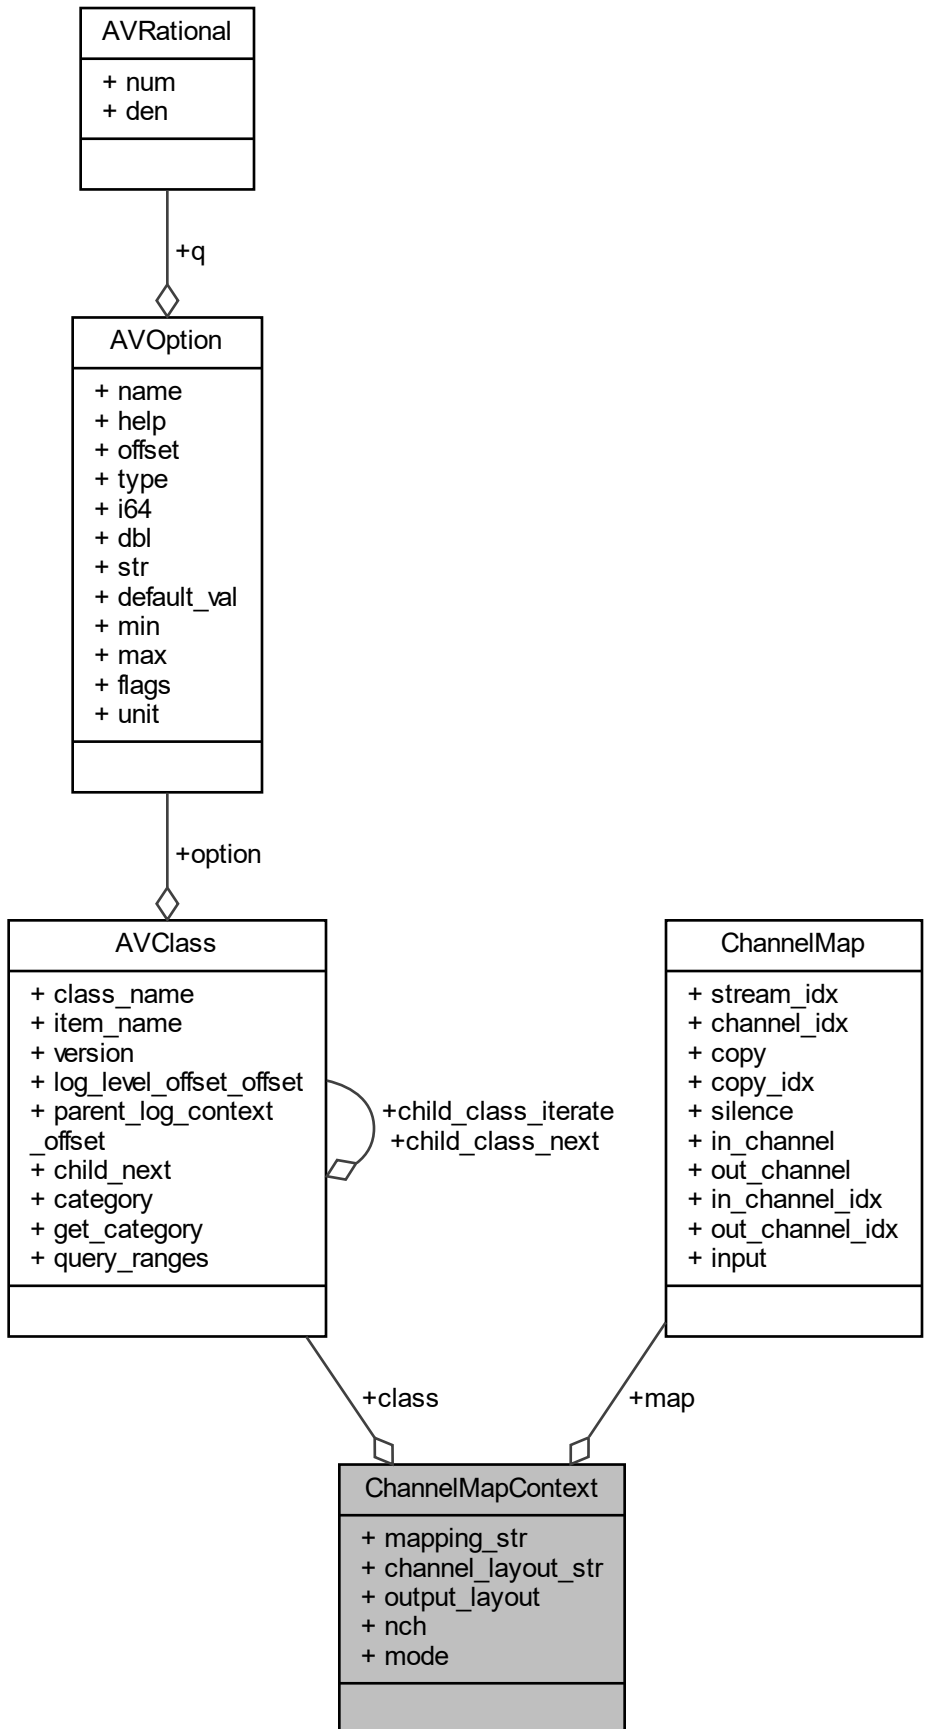 AVRational
+ num
+ den
+q
AVOption
+ name
+ help
+ offset
+ type
+ i64
+ dbl
+ str
+ default_val
+ min
+ max
+ flags
+ unit
+option
AVClass
+ class_name
+ item_name
+ version
+ log_level_offset_offset
+ parent_log_context
_offset
+ child_next
+ category
+ get_category
+ query_ranges
+child_class_iterate
+child_class_next
ChannelMap
+ stream_idx
+ channel_idx
+ copy
+ copy_idx
+ silence
+ in_channel
+ out_channel
+ in_channel_idx
+ out_channel_idx
+ input
+class
+map
ChannelMapContext
+ mapping_str
+ channel_layout_str
+ output_layout
+ nch
+ mode